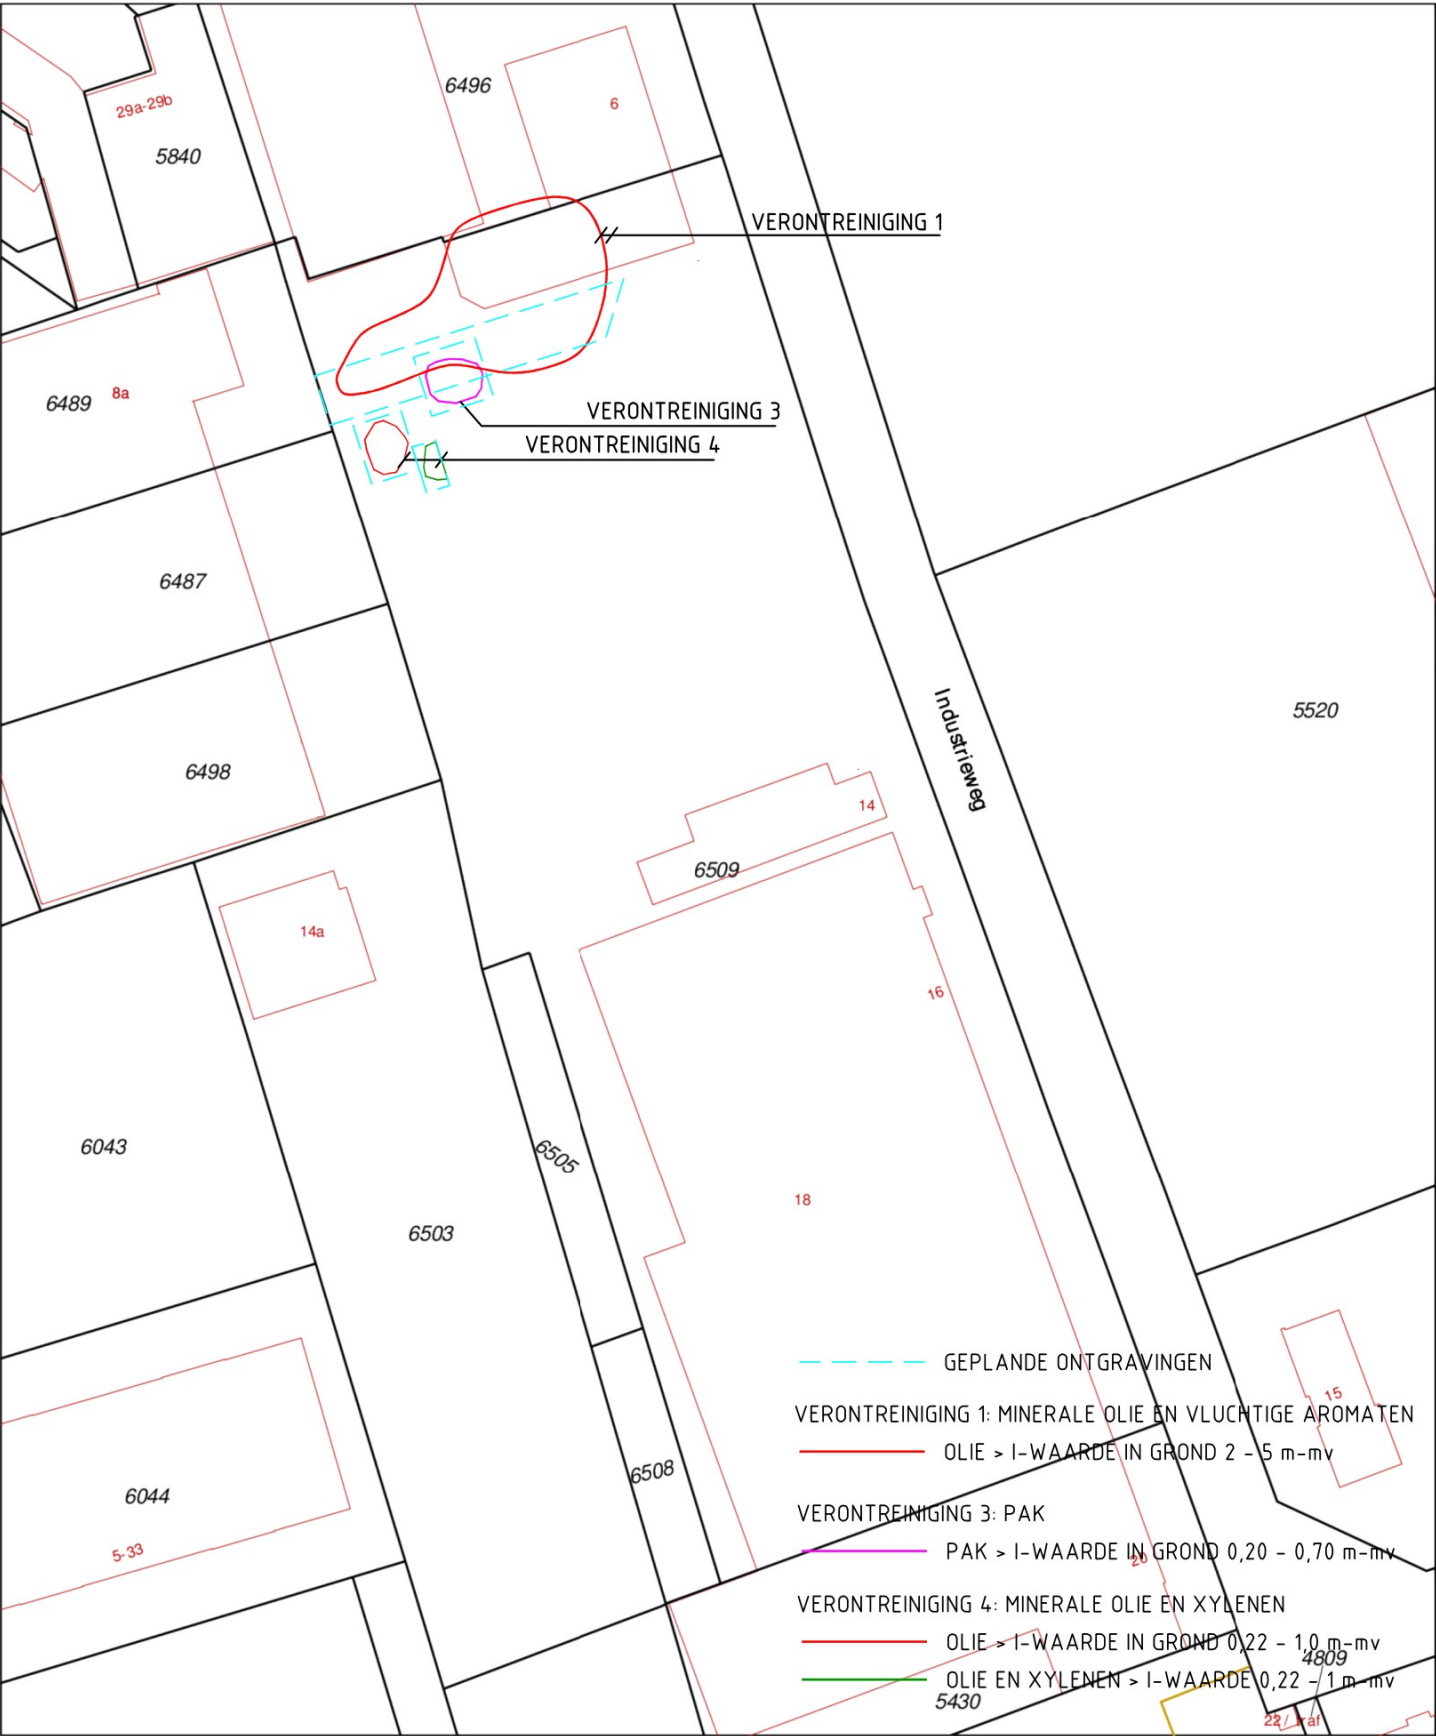 6496
6
29a-29b
5840
VERONTREINIGING 1
8a
6489
VERONTREINIGING 3
VERONTREINIGING 4
6487
5520
Industrieweg
6498
14
6509
14a
16
6043
6505
18
6503
GEPLANDE ONTGRAVINGEN
15
VERONTREINIGING 1: MINERALE OLIE EN VLUCHTIGE AROMATEN
OLIE > I-WAARDE IN GROND 2 - 5 m-mv
6508
6044
VERONTREINIGING 3: PAK
5-33
PAK > I-WAARDE IN GROND 0,20 - 0,70 m-mv
20
VERONTREINIGING 4: MINERALE OLIE EN XYLENEN
OLIE > I-WAARDE IN GROND 0,22 - 1,0 m-mv
4809
OLIE EN XYLENEN > I-WAARDE 0,22 - 1 m-mv
5430
22/ traf